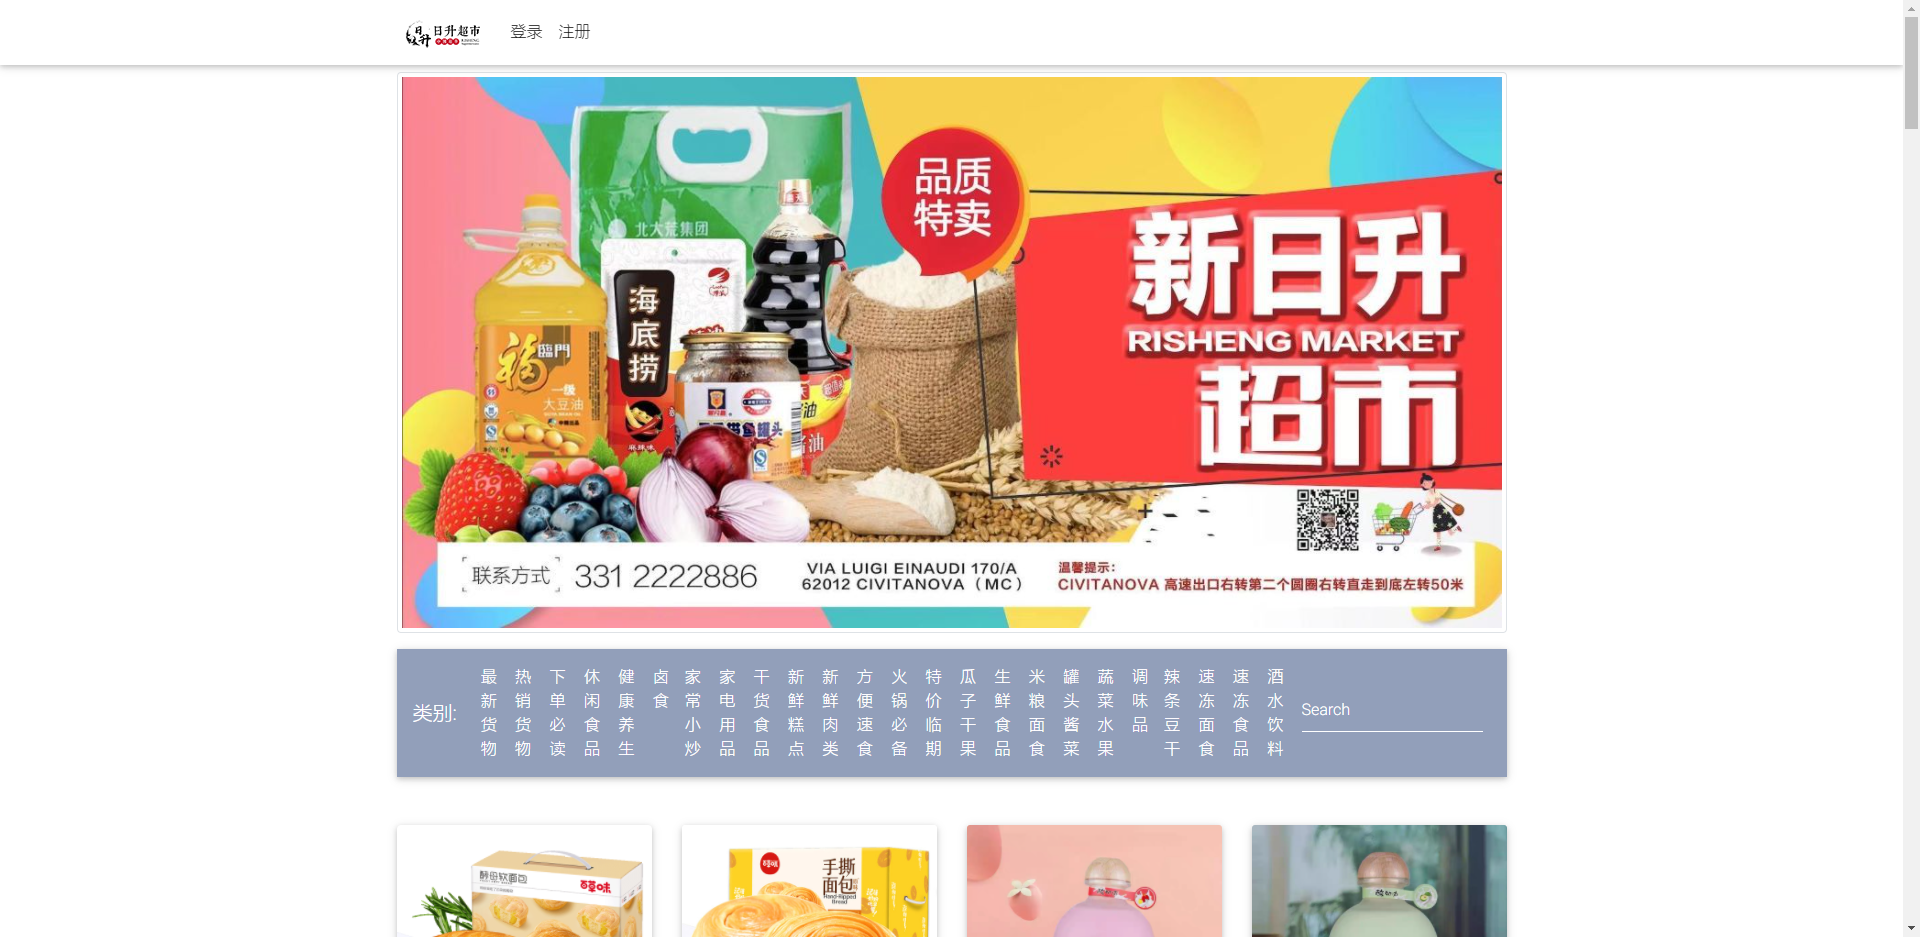 日升超市
登录 注册
品质
特卖
新日升
RISHENG MARKET
超市
北大荒集团
海底捞
福临門
一级
大豆油
麻辣味
联系方式 331 2222886
VIA LUIGI EINAUDI 170/A
62012 CIVITANOVA（MC）
温馨提示：
CIVITANOVA 高速出口右转第二个圆圈右转直走到底左转50米
类别:
最新货物
热销货物
下单必读
休闲食品
健康养生
卤食
家常小炒
家电用品
干货食品
新鲜糕点
新鲜肉类
方便速食
火锅必备
特价临期
瓜子干果
生鲜食品
米粮面食
罐头酱菜
蔬菜水果
调味品
辣条豆干
速冻面食
速冻食品
酒水饮料
Search
酵母软面包
百草味
手撕
面包
Hand-Ripped
Bread